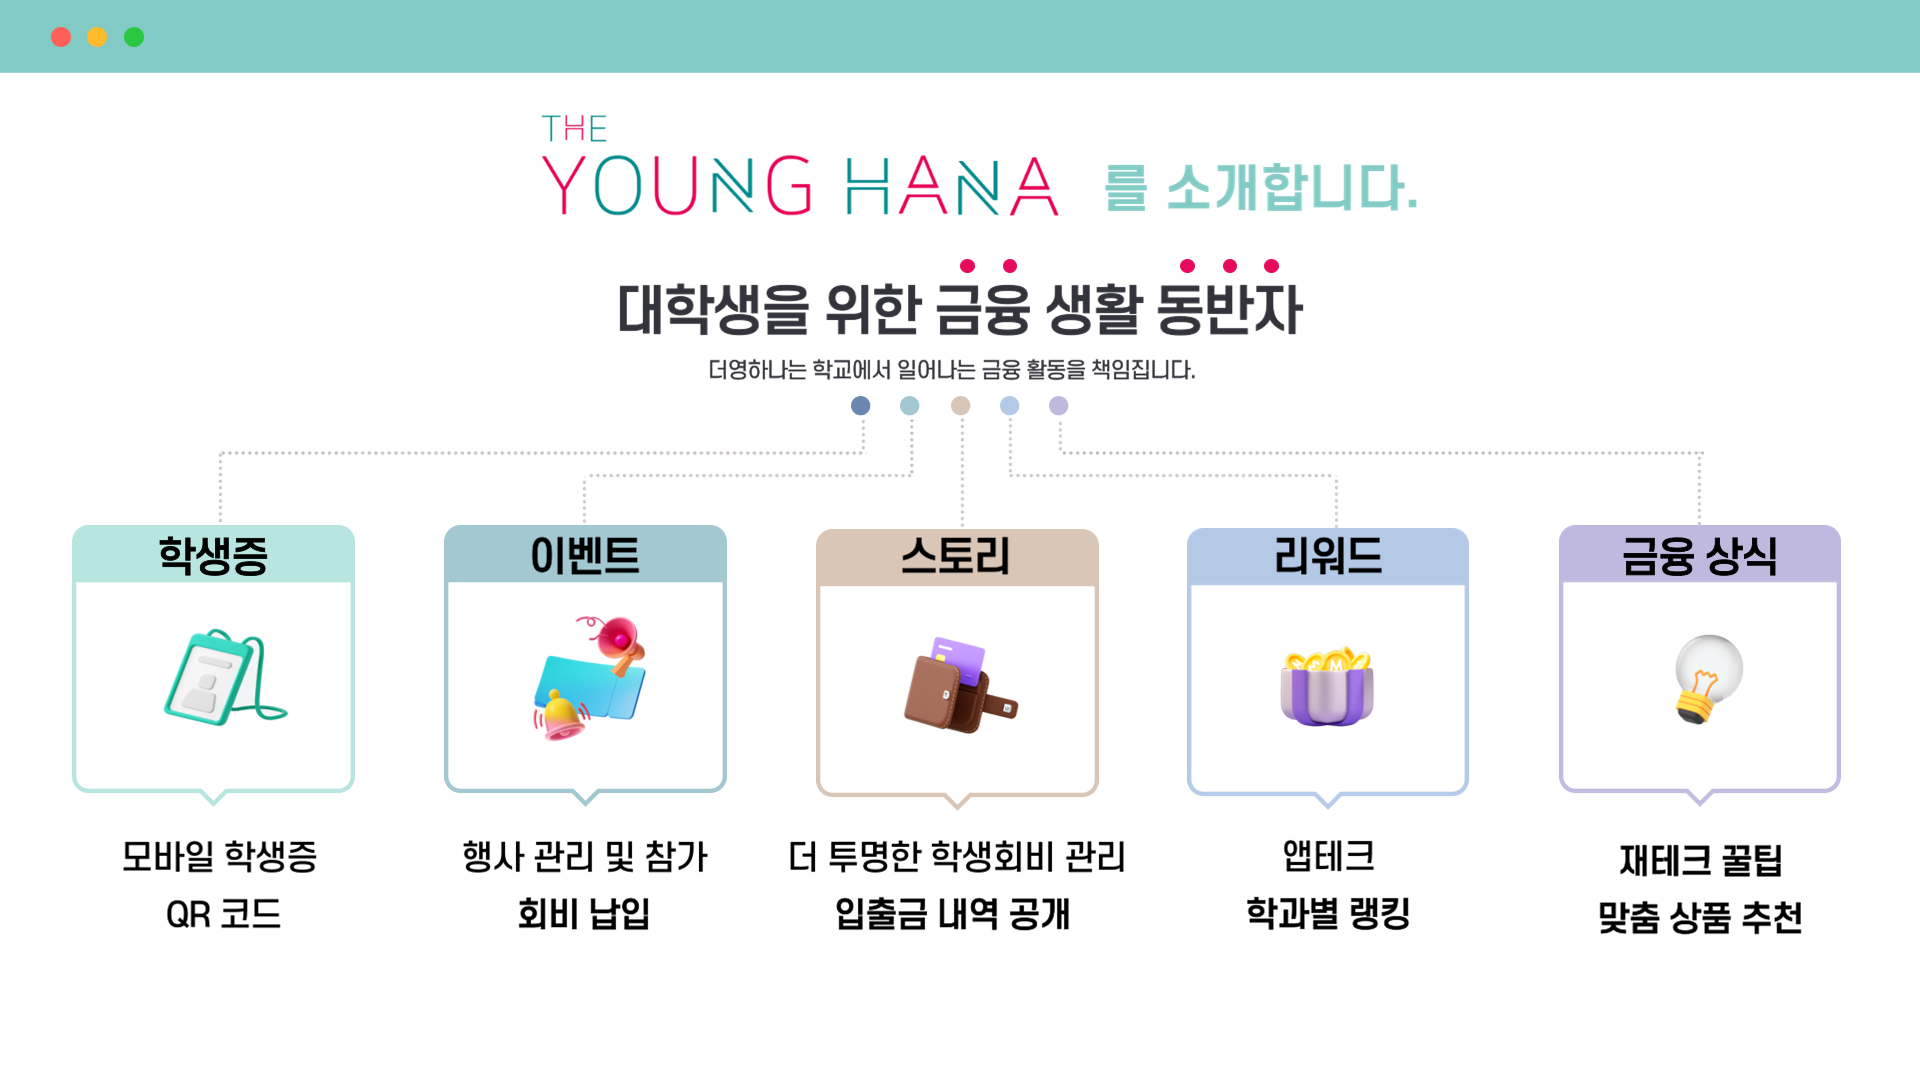 THE
YOUNG HANA 를 소개합니다.
대학생을 위한 금융 생활 동반자
더영하나는 학교에서 일어나는 금융 활동을 책임집니다.
학생증
모바일 학생증
QR 코드
이벤트
행사 관리 및 참가
회비 납입
스토리
더 투명한 학생회비 관리
입출금 내역 공개
리워드
앱테크
학과별 랭킹
금융 상식
재테크 꿀팁
맞춤 상품 추천